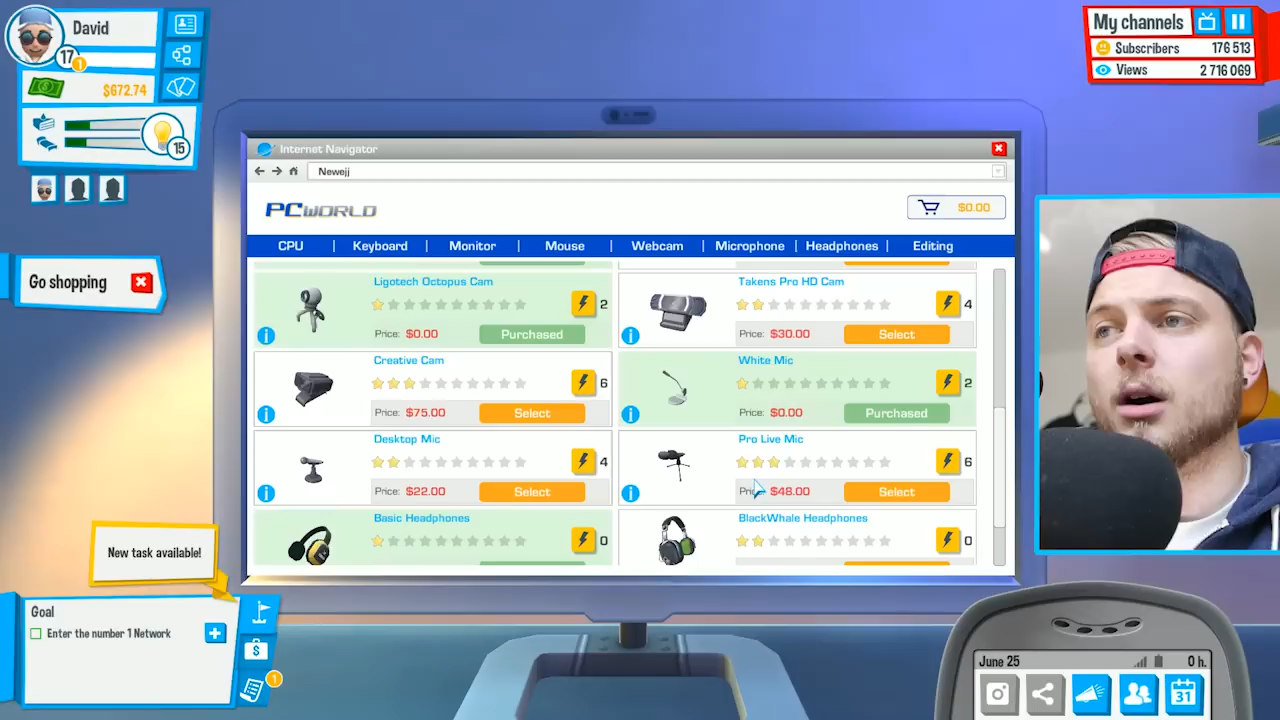 David
17
1
$672.74
15
My channels
Subscribers 176 513
Views 2 716 069
Internet Navigator
Newejj
PCWORLD
$0.00
CPU | Keyboard | Monitor | Mouse | Webcam | Microphone | Headphones | Editing
Ligotech Octopus Cam
2
Price: $0.00 Purchased
Takens Pro HD Cam
4
Price: $30.00 Select
Creative Cam
6
Price: $75.00 Select
White Mic
2
Price: $0.00 Purchased
Desktop Mic
4
Price: $22.00 Select
Pro Live Mic
6
$48.00 Select
Basic Headphones
0
BlackWhale Headphones
0
Go shopping
New task available!
Goal
Enter the number 1 Network
1
June 25
0 h.
31